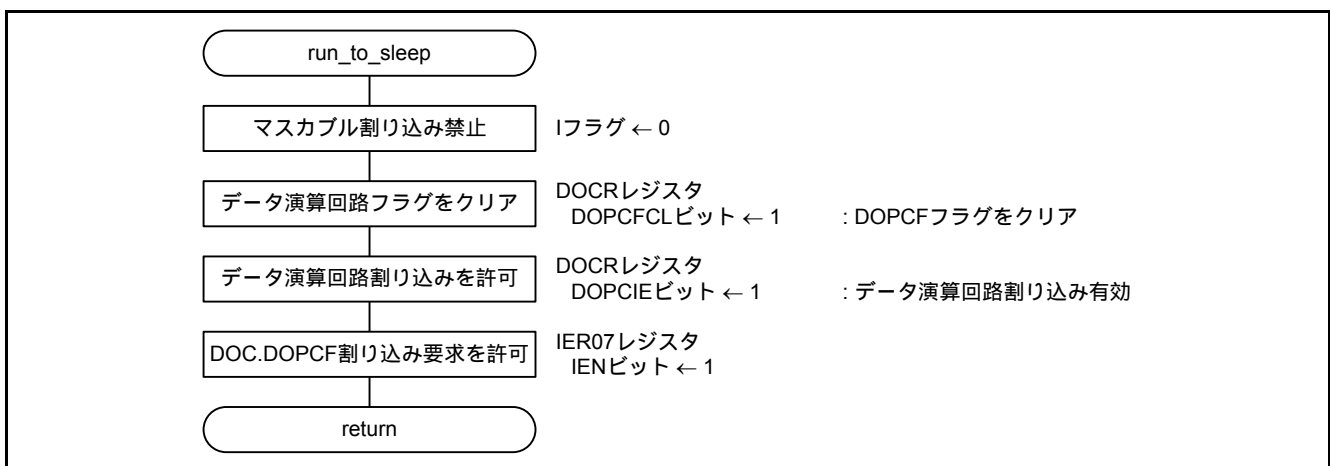 run_to_sleep
マスカブル割り込み禁止 Iフラグ ← 0
データ演算回路フラグをクリア DOCRレジスタ
DOPCFCLビット ← 1 : DOPCFフラグをクリア
データ演算回路割り込みを許可 DOCRレジスタ
DOPCIEビット ← 1 : データ演算回路割り込み有効
DOC.DOPCF割り込み要求を許可 IER07レジスタ
IENビット ← 1
return